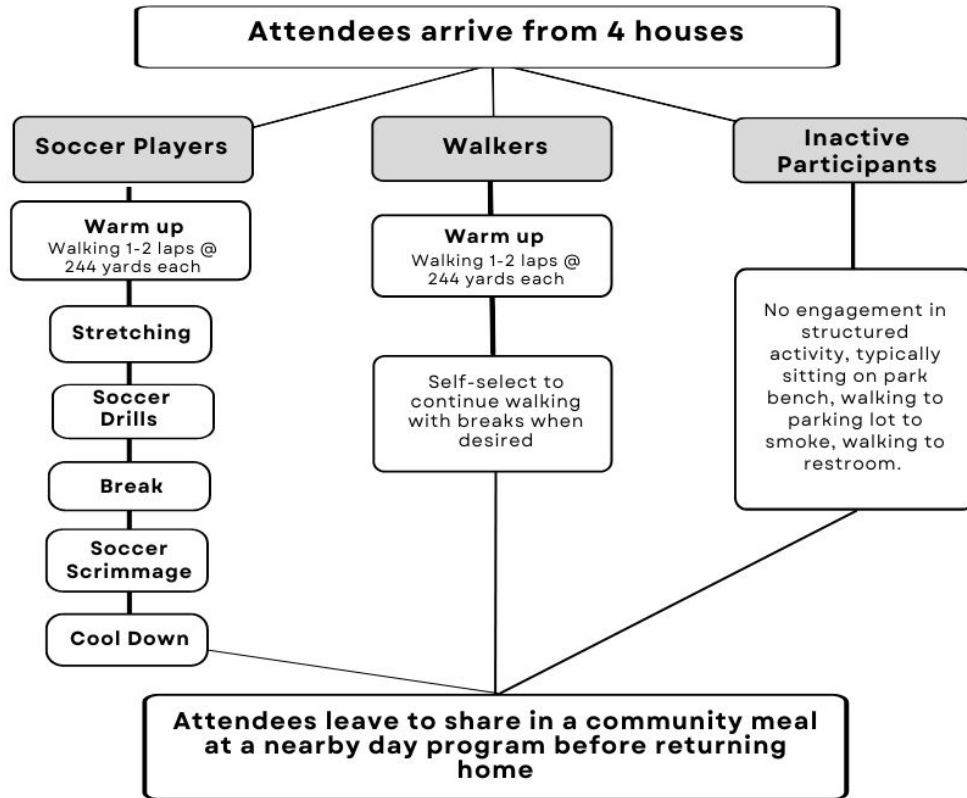 Attendees arrive from 4 houses
Soccer Players
Warm up
Walking 1-2 laps @
244 yards each
Stretching
Soccer
Drills
Break
Soccer
Scrimmage
Cool Down
Walkers
Warm up
Walking 1-2 laps @
244 yards each
Self-select to
continue walking
with breaks when
desired
Inactive
Participants
No engagement in
structured
activity, typically
sitting on park
bench, walking to
parking lot to
smoke, walking to
restroom.
Attendees leave to share in a community meal
at a nearby day program before returning
home